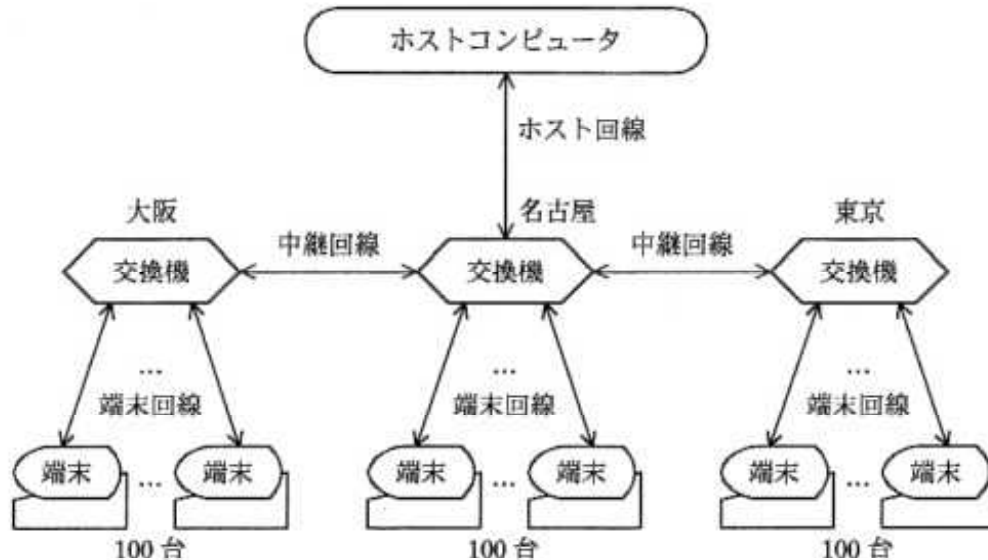 ホストコンピュータ
ホスト回線
大阪
名古屋
東京
交換機
中継回線
交換機
中継回線
交換機
…
端末回線
…
端末回線
…
端末回線
端末 … 端末
端末 … 端末
端末 … 端末
100台
100台
100台